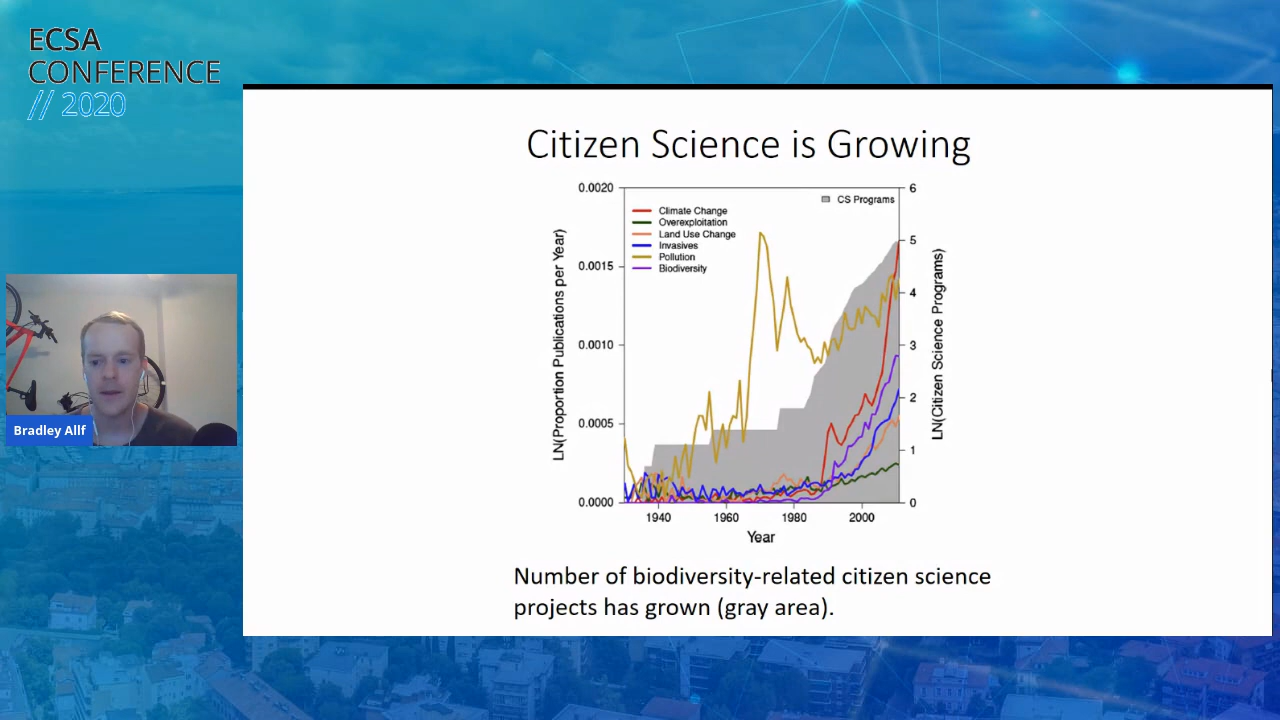 ECSA
CONFERENCE
// 2020
Citizen Science is Growing
0.0020
0.0015
0.0010
0.0005
0.0000
LN(Proportion Publications per Year)
Climate Change
Overexploitation
Land Use Change
Invasives
Pollution
Biodiversity
CS Programs
6
5
4
3
2
1
0
LN(Citizen Science Programs)
1940
1960
1980
2000
Year
Number of biodiversity-related citizen science
projects has grown (gray area).
Bradley Allf